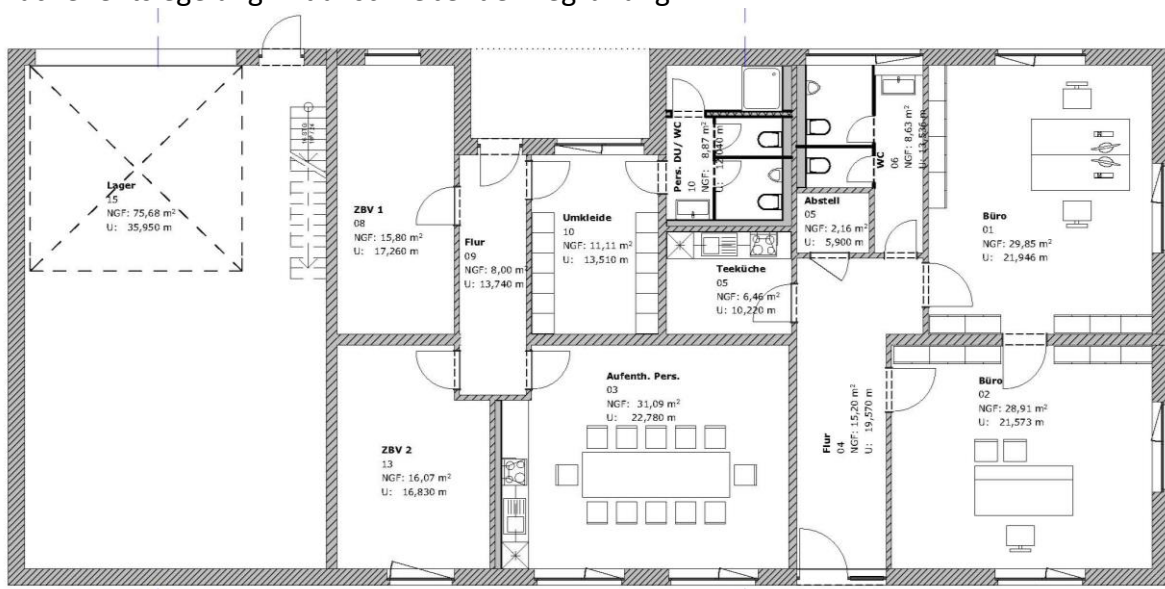 Lager
15
NGF: 75,68 m²
U: 35,950 m
ZBV 1
08
NGF: 15,80 m²
U: 17,260 m
Flur
09
NGF: 8,00 m²
U: 13,740 m
Umkleide
10
NGF: 11,11 m²
U: 13,510 m
Pers. DU/ WC
10
NGF: 8,87 m²
U:
Teeküche
05
NGF: 6,46 m²
U: 10,220 m
Abstell
05
NGF: 2,16 m²
U: 5,900 m
WC
06
NGF: 8,63 m²
U: 13,536 m
Büro
01
NGF: 29,85 m²
U: 21,946 m
ZBV 2
13
NGF: 16,07 m²
U: 16,830 m
Aufenth. Pers.
03
NGF: 31,09 m²
U: 22,780 m
Flur
04
NGF: 15,20 m²
U: 19,570 m
Büro
02
NGF: 28,91 m²
U: 21,573 m